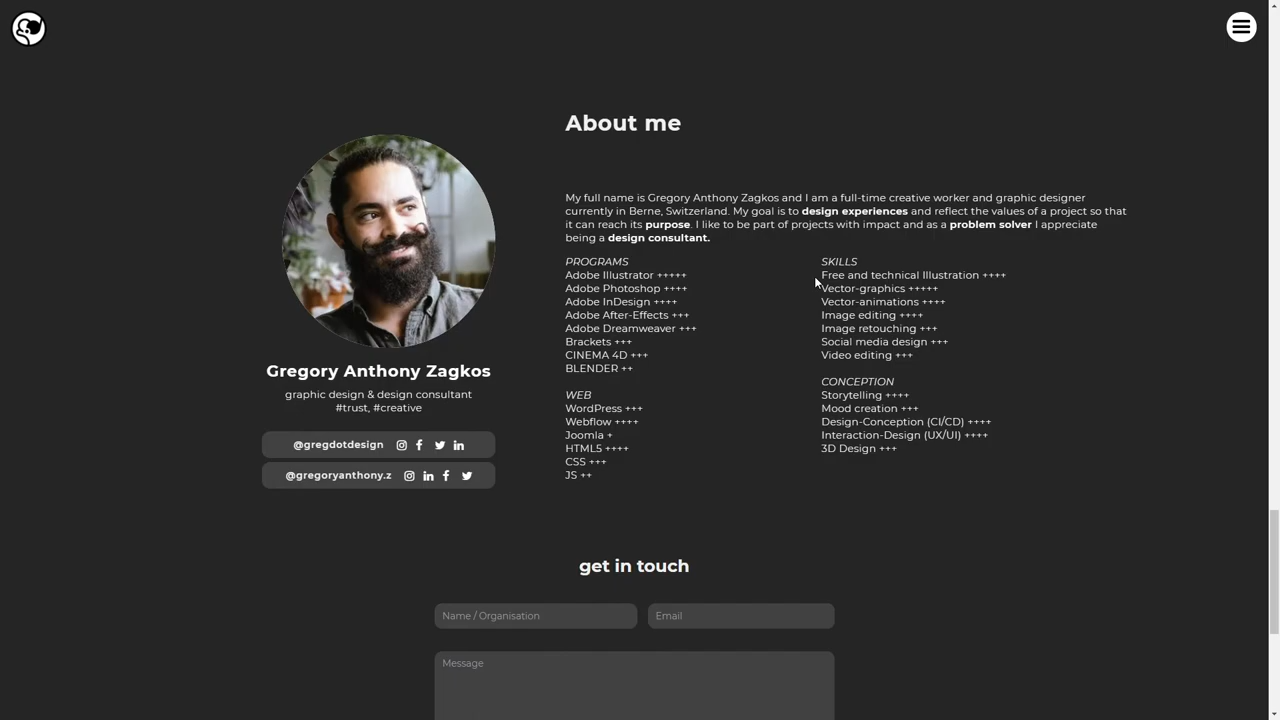 About me
My full name is Gregory Anthony Zagkos and I am a full-time creative worker and graphic designer
currently in Berne, Switzerland. My goal is to design experiences and reflect the values of a project so that
it can reach its purpose. I like to be part of projects with impact and as a problem solver I appreciate
being a design consultant.
Gregory Anthony Zagkos
graphic design & design consultant
#trust, #creative
@gregdotdesign
@gregoryanthony.z
PROGRAMS
Adobe Illustrator +++++
Adobe Photoshop ++++
Adobe InDesign ++++
Adobe After-Effects +++
Adobe Dreamweaver +++
Brackets +++
CINEMA 4D +++
BLENDER ++
WEB
WordPress +++
Webflow ++++
Joomla +
HTML5 ++++
CSS +++
JS ++
SKILLS
Free and technical Illustration ++++
Vector-graphics +++++
Vector-animations ++++
Image editing ++++
Image retouching +++
Social media design +++
Video editing +++
CONCEPTION
Storytelling ++++
Mood creation +++
Design-Conception (CI/CD) ++++
Interaction-Design (UX/UI) ++++
3D Design +++
get in touch
Name / Organisation
Email
Message